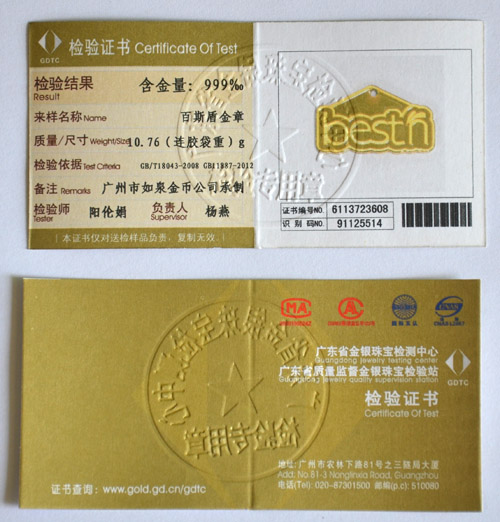 GDTC
检验证书 Certificate Of Test
检验结果 Result 含金量: 999‰
来样名称 Name 百斯盾金章
质量/尺寸 Weight/Size 10.76 (连胶袋重) g
检验依据 Test Criteria GB/T18043-2008 GB11887-2012
备注 Remarks 广州市如泉金币公司承制
检验师 Tester 阳伦娟 负责人 Supervisor 杨燕
[本证书仅对送检样品负责,复制无效。]
bestn
证书编号NO. 6113723608
识别码NO. 91125514
MA
广东省金银珠宝检测中心
Guangdong jewelry testing center
广东省质量监督金银珠宝检验站
Guangdong jewelry quality supervision station
GDTC
检验证书
Certificate Of Test
地址: 广州市农林下路81号之三赂局大厦
Add: No.81-3 Nonglinxia Road, Guangzhou
电话(Tel): 020-87301500 邮编(p.c): 510080
证书查询: www.gold.gd.cn/gdtc